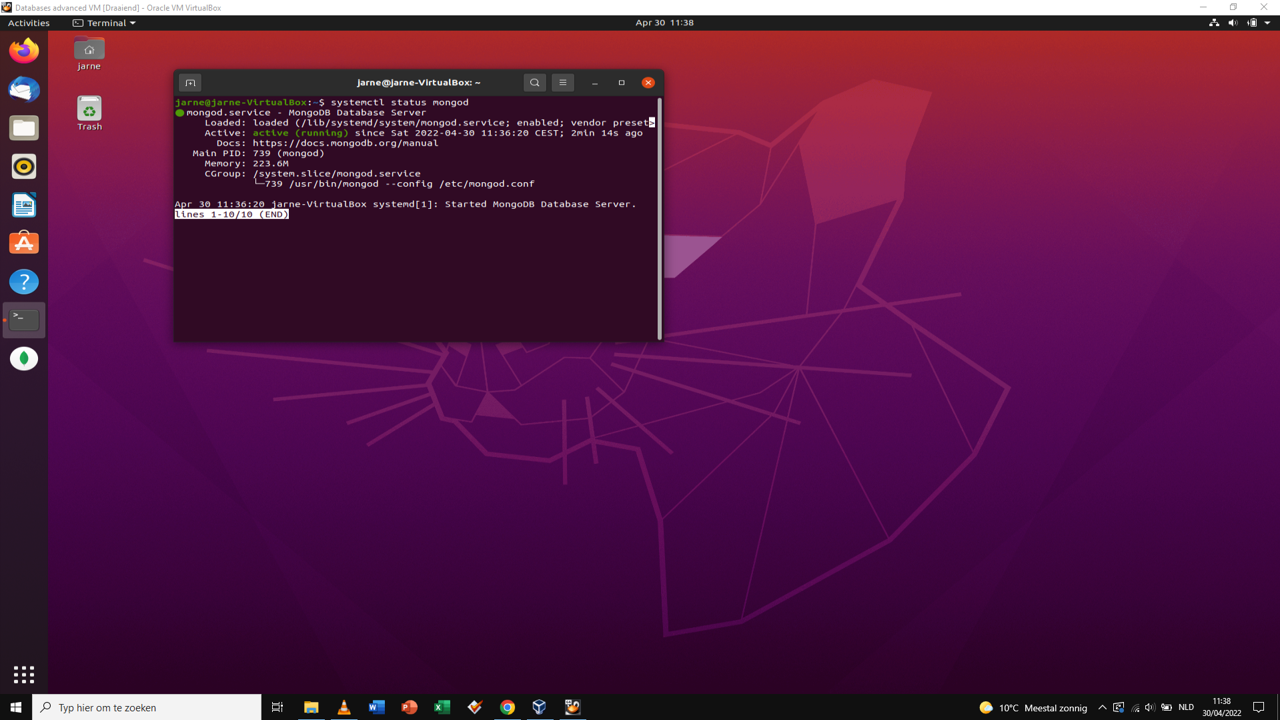 Databases advanced VM [Draaiend] - Oracle VM VirtualBox
Activities
Terminal
Apr 30 11:38
jarne
Trash
jarne@jarne-VirtualBox: ~
jarne@jarne-VirtualBox:~$ systemctl status mongod
mongod.service - MongoDB Database Server
Loaded: loaded (/lib/systemd/system/mongod.service; enabled; vendor preset>
Active: active (running) since Sat 2022-04-30 11:36:20 CEST; 2min 14s ago
Docs: https://docs.mongodb.org/manual
Main PID: 739 (mongod)
Memory: 223.6M
CGroup: /system.slice/mongod.service
└─739 /usr/bin/mongod --config /etc/mongod.conf
Apr 30 11:36:20 jarne-VirtualBox systemd[1]: Started MongoDB Database Server.
lines 1-10/10 (END)
Typ hier om te zoeken
10°C Meestal zonnig
NLD
11:38
30/04/2022